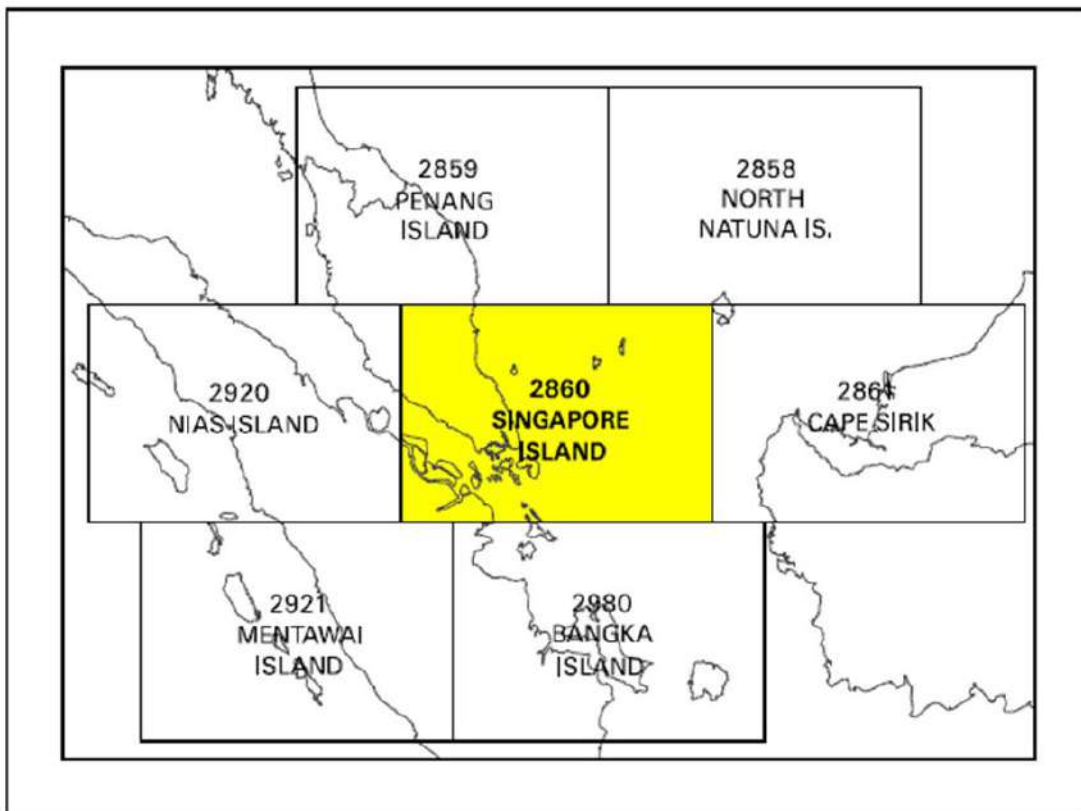 2859
PENANG
ISLAND
2858
NORTH
NATUNA IS.
2920
NIAS ISLAND
2860
SINGAPORE
ISLAND
2861
CAPE SIRIK
2921
MENTAWAI
ISLAND
2980
BANGKA
ISLAND